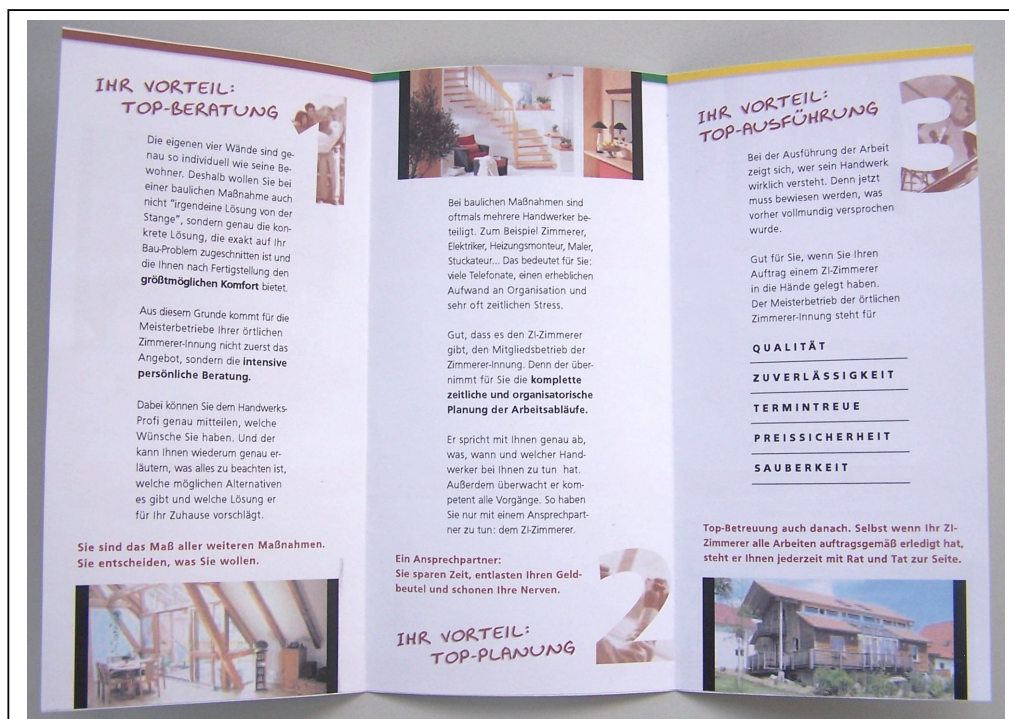 IHR VORTEIL:
TOP-BERATUNG
1
Die eigenen vier Wände sind ge-
nau so individuell wie seine Be-
wohner. Deshalb wollen Sie bei
einer baulichen Maßnahme auch
nicht "irgendeine Lösung von der
Stange", sondern genau die kon-
krete Lösung, die exakt auf Ihr
Bau-Problem zugeschnitten ist und
die Ihnen nach Fertigstellung den
größtmöglichen Komfort bietet.
Aus diesem Grunde kommt für die
Meisterbetriebe Ihrer örtlichen
Zimmerer-Innung nicht zuerst das
Angebot, sondern die intensive
persönliche Beratung.
Dabei können Sie dem Handwerks-
Profi genau mitteilen, welche
Wünsche Sie haben. Und der
kann Ihnen wiederum genau er-
läutern, was alles zu beachten ist,
welche möglichen Alternativen
es gibt und welche Lösung er
für Ihr Zuhause vorschlägt.
Sie sind das Maß aller weiteren Maßnahmen.
Sie entscheiden, was Sie wollen.
Bei baulichen Maßnahmen sind
oftmals mehrere Handwerker be-
teiligt. Zum Beispiel Zimmerer,
Elektriker, Heizungsmonteur, Maler,
Stuckateur... Das bedeutet für Sie:
viele Telefonate, einen erheblichen
Aufwand an Organisation und
sehr oft zeitlichen Stress.
Gut, dass es den ZI-Zimmerer
gibt, den Mitgliedsbetrieb der
Zimmerer-Innung. Denn der über-
nimmt für Sie die komplette
zeitliche und organisatorische
Planung der Arbeitsabläufe.
Er spricht mit Ihnen genau ab,
was, wann und welcher Hand-
werker bei Ihnen zu tun hat.
Außerdem überwacht er kom-
petent alle Vorgänge. So haben
Sie nur mit einem Ansprechpart-
ner zu tun: dem ZI-Zimmerer.
Ein Ansprechpartner:
Sie sparen Zeit, entlasten Ihren Geld-
beutel und schonen Ihre Nerven.
IHR VORTEIL:
TOP-PLANUNG
2
IHR VORTEIL:
TOP-AUSFÜHRUNG
3
Bei der Ausführung der Arbeit
zeigt sich, wer sein Handwerk
wirklich versteht. Denn jetzt
muss bewiesen werden, was
vorher vollmundig versprochen
wurde.
Gut für Sie, wenn Sie Ihren
Auftrag einem ZI-Zimmerer
in die Hände gelegt haben.
Der Meisterbetrieb der örtlichen
Zimmerer-Innung steht für
QUALITÄT
ZUVERLÄSSIGKEIT
TERMINTREUE
PREISSICHERHEIT
SAUBERKEIT
Top-Betreuung auch danach. Selbst wenn Ihr ZI-
Zimmerer alle Arbeiten auftragsgemäß erledigt hat,
steht er Ihnen jederzeit mit Rat und Tat zur Seite.